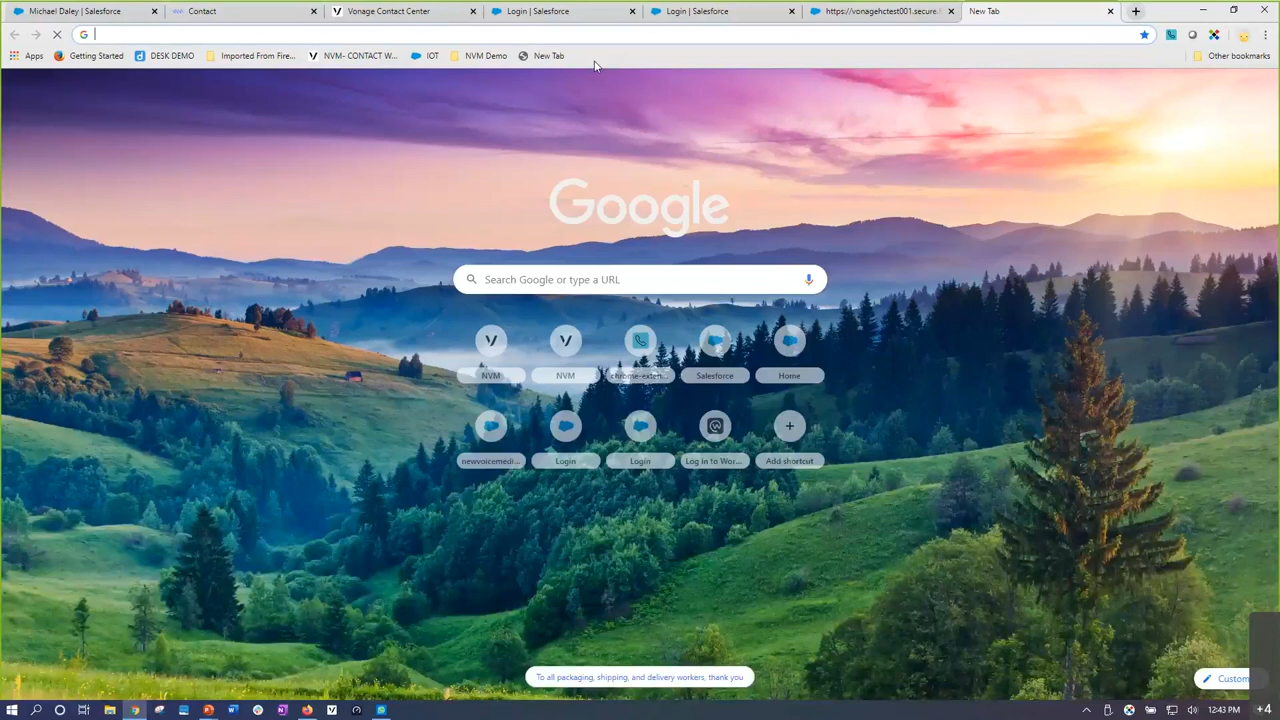 Michael Daley | Salesforce
Contact
Vonage Contact Center
Login | Salesforce
Login | Salesforce
https://vonagehctest001.secure.
New Tab
Apps
Getting Started
DESK DEMO
Imported From Fire...
NVM- CONTACT W...
IOT
NVM Demo
New Tab
Other bookmarks
Google
Search Google or type a URL
NVM
NVM
chrome-exten...
Salesforce
Home
newvoicemedi...
Login
Login
Log in to Wor...
Add shortcut
To all packaging, shipping, and delivery workers, thank you
Custom
12:43 PM
+4